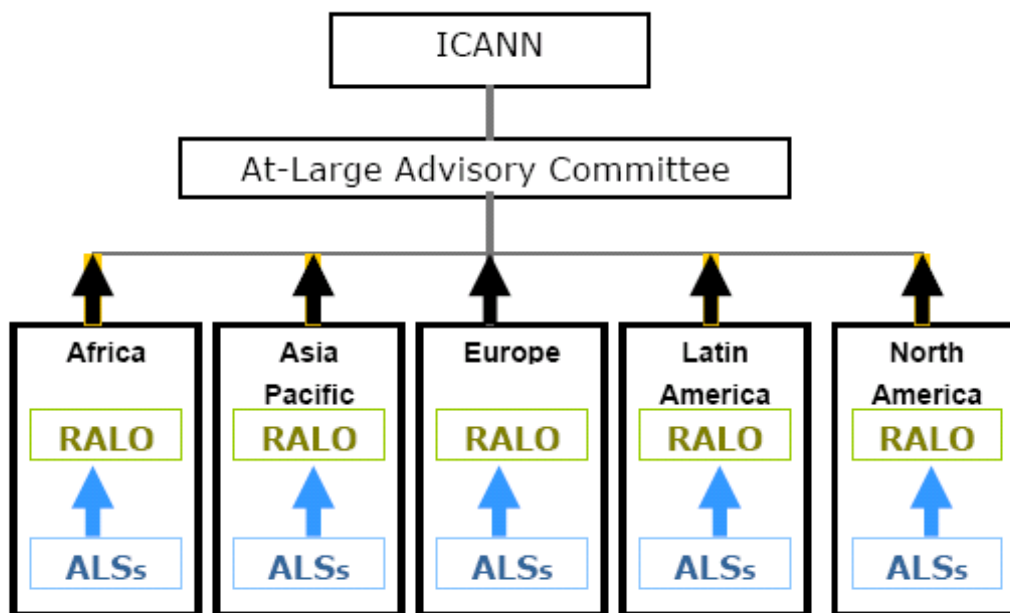 ICANN
At-Large Advisory Committee
Africa
Asia
Pacific
Europe
Latin
America
North
America
RALO
RALO
RALO
RALO
RALO
ALSs
ALSs
ALSs
ALSs
ALSs